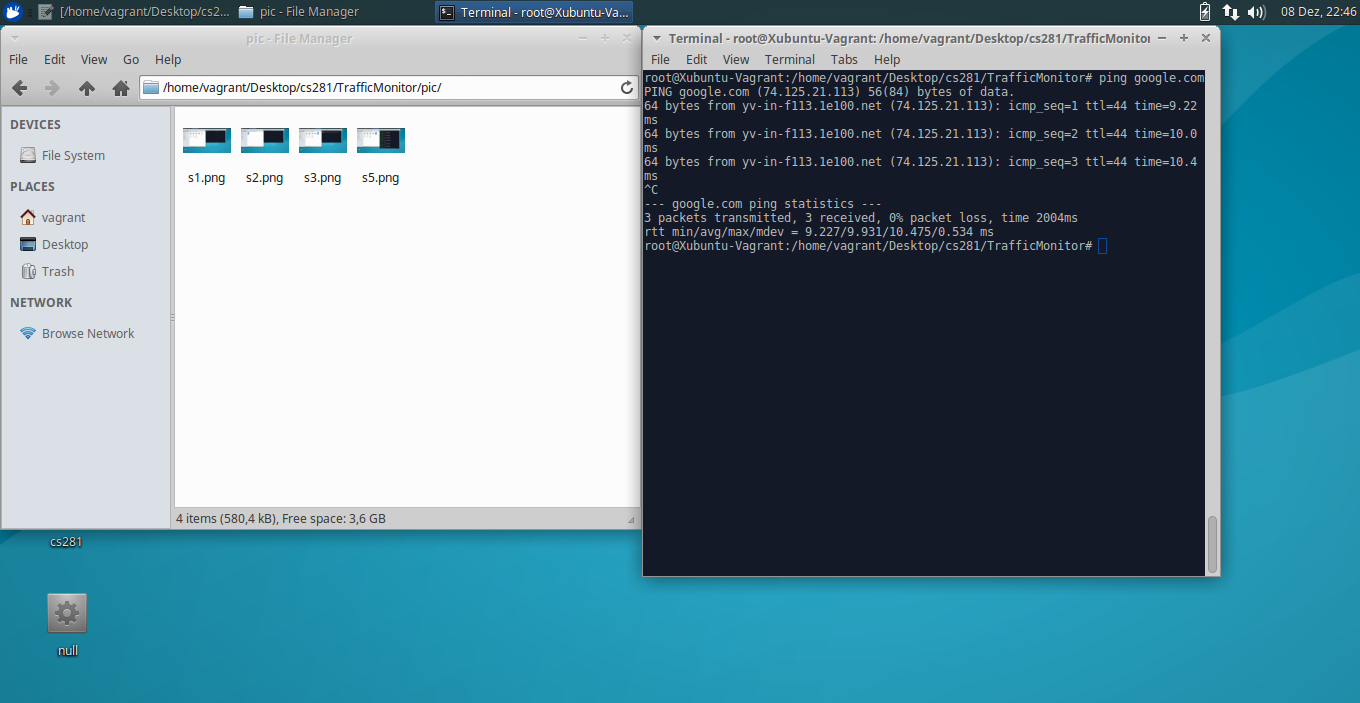 [/home/vagrant/Desktop/cs2...
pic - File Manager
Terminal - root@Xubuntu-Va...
08 Dez, 22:46
pic - File Manager
File Edit View Go Help
/home/vagrant/Desktop/cs281/TrafficMonitor/pic/
DEVICES
File System
PLACES
vagrant
Desktop
Trash
NETWORK
Browse Network
s1.png s2.png s3.png s5.png
4 items (580,4 kB), Free space: 3,6 GB
Terminal - root@Xubuntu-Vagrant: /home/vagrant/Desktop/cs281/TrafficMonitor
File Edit View Terminal Tabs Help
root@Xubuntu-Vagrant:/home/vagrant/Desktop/cs281/TrafficMonitor# ping google.com
PING google.com (74.125.21.113) 56(84) bytes of data.
64 bytes from yv-in-f113.1e100.net (74.125.21.113): icmp_seq=1 ttl=44 time=9.22
ms
64 bytes from yv-in-f113.1e100.net (74.125.21.113): icmp_seq=2 ttl=44 time=10.0
ms
64 bytes from yv-in-f113.1e100.net (74.125.21.113): icmp_seq=3 ttl=44 time=10.4
ms
^C
--- google.com ping statistics ---
3 packets transmitted, 3 received, 0% packet loss, time 2004ms
rtt min/avg/max/mdev = 9.227/9.931/10.475/0.534 ms
root@Xubuntu-Vagrant:/home/vagrant/Desktop/cs281/TrafficMonitor#
cs281
null